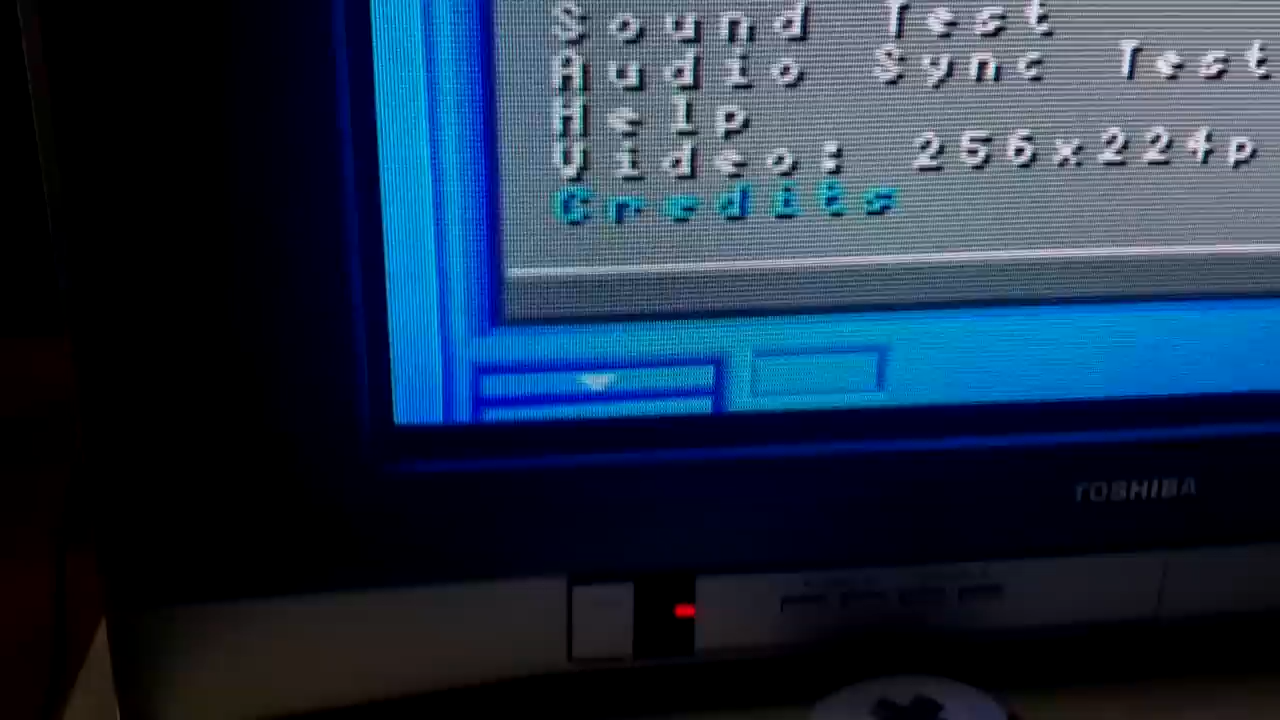 Sound Test
Audio Sync Test
Help
Video: 256x224p
Credits
TOSHIBA